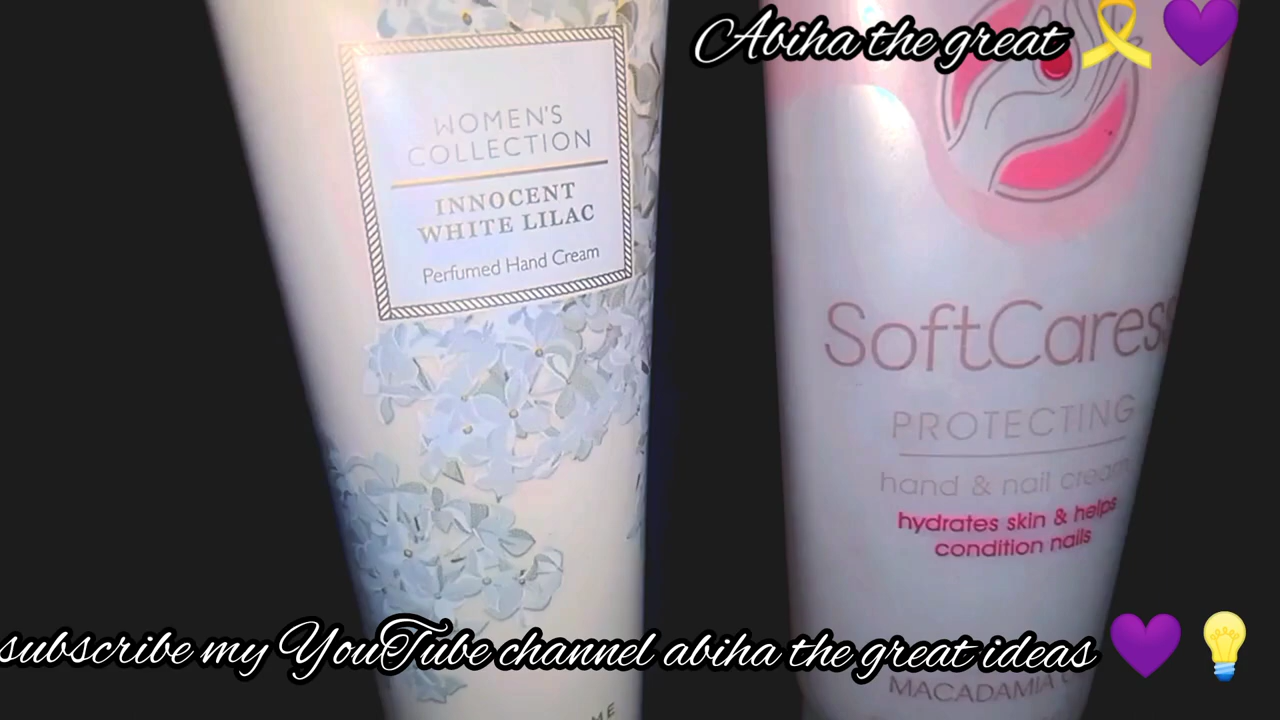 Abiha the great 🎗️💜
WOMEN'S
COLLECTION
INNOCENT
WHITE LILAC
Perfumed Hand Cream
SoftCaress
PROTECTING
hand & nail cream
hydrates skin & helps
condition nails
subscribe my YouTube channel abiha the great ideas 💜💡
MACADAMIA